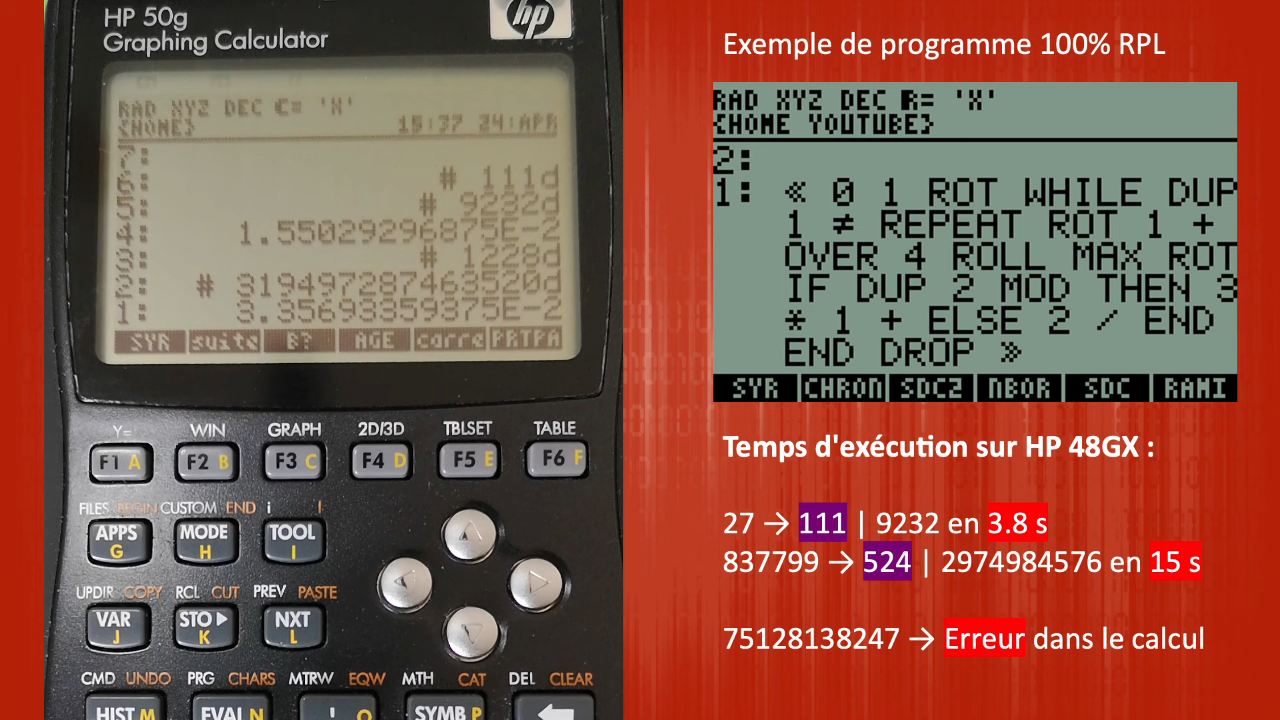 HP 50g
Graphing Calculator
hp
RAD XYZ DEC C= 'X'
{HOME}
15:37 24:APR
7:
6: # 111d
5: # 9232d
4: 1.55029296875E-2
3: # 1228d
2: # 319497287463520d
1: 3.35693359375E-2
SYR suite B? AGE carre PRTPA
Y= WIN GRAPH 2D/3D TBLSET TABLE
F1 A F2 B F3 C F4 D F5 E F6 F
FILES BEGIN CUSTOM END i I
APPS G MODE H TOOL I
UPDIR COPY RCL CUT PREV PASTE
VAR J STO ▶ K NXT L
CMD UNDO PRG CHARS MTRW EQW MTH CAT DEL CLEAR
HIST M EVAL N ' O SYMB P
Exemple de programme 100% RPL
RAD XYZ DEC R= 'X'
{HOME YOUTUBE}
2:
1: « 0 1 ROT WHILE DUP
1 ≠ REPEAT ROT 1 +
OVER 4 ROLL MAX ROT
IF DUP 2 MOD THEN 3
* 1 + ELSE 2 / END
END DROP »
SYR CHRON SDC2 NBOR SDC RAMI
Temps d'exécution sur HP 48GX :
27 → 111 | 9232 en 3.8 s
837799 → 524 | 2974984576 en 15 s
75128138247 → Erreur dans le calcul